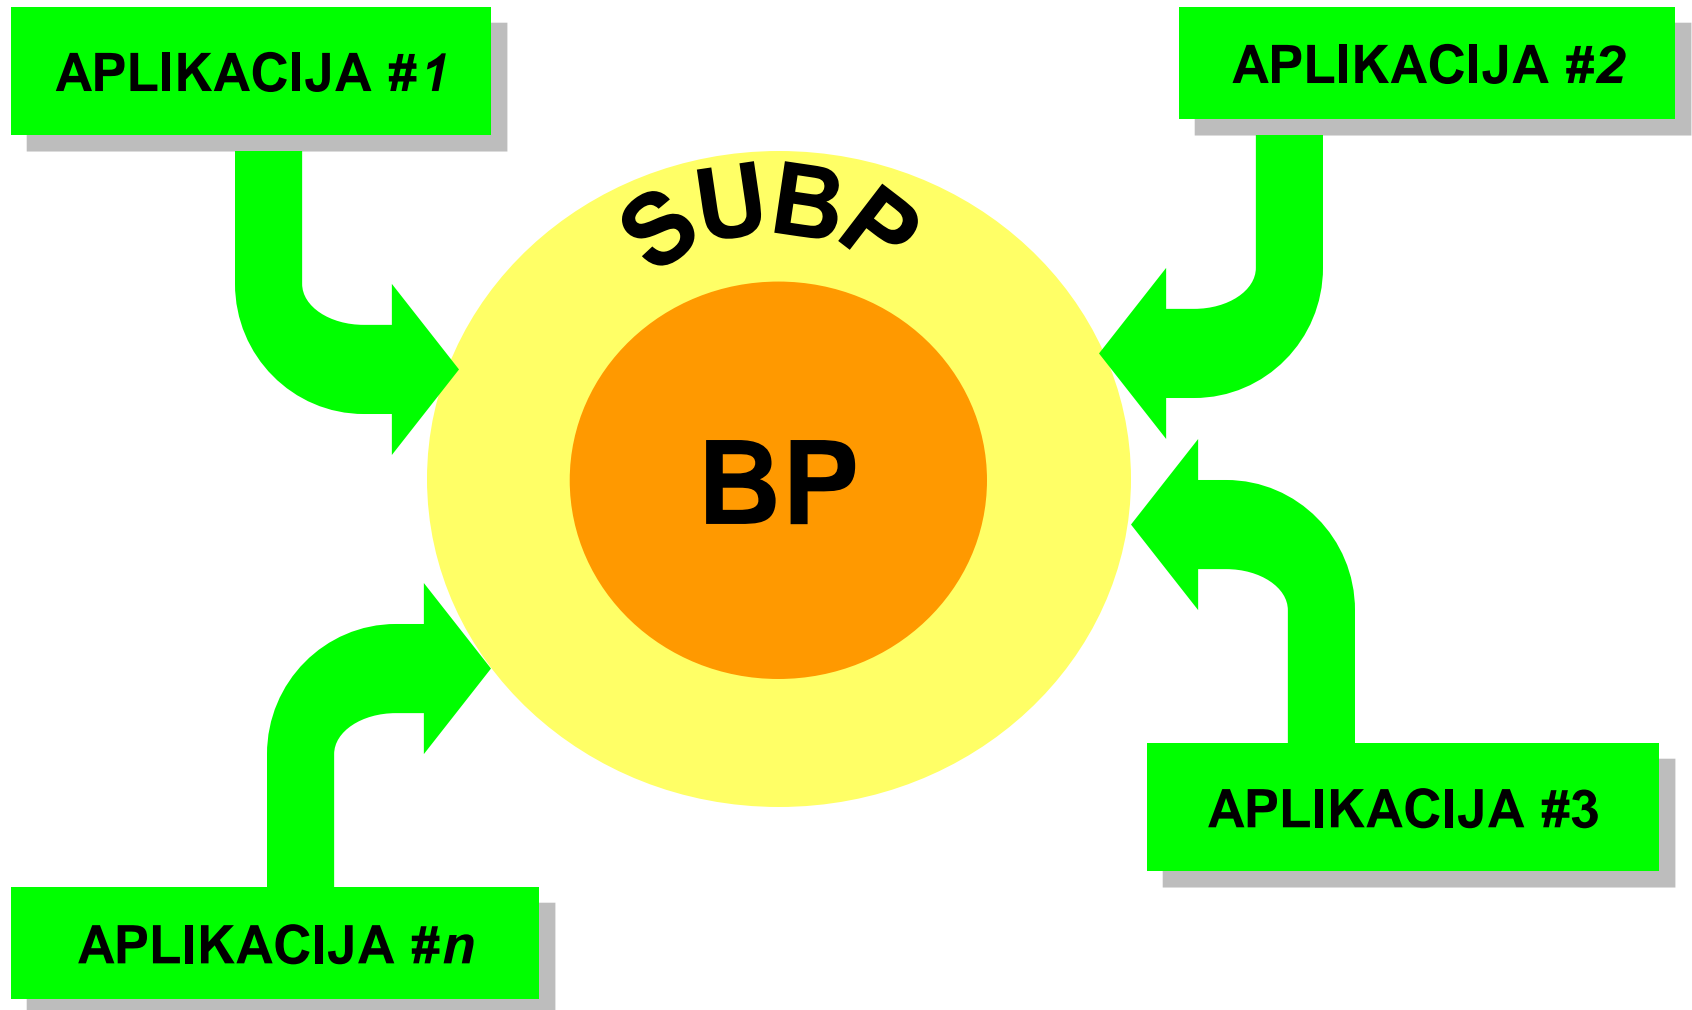 APLIKACIJA #1
APLIKACIJA #2
SUBP
BP
APLIKACIJA #3
APLIKACIJA #n